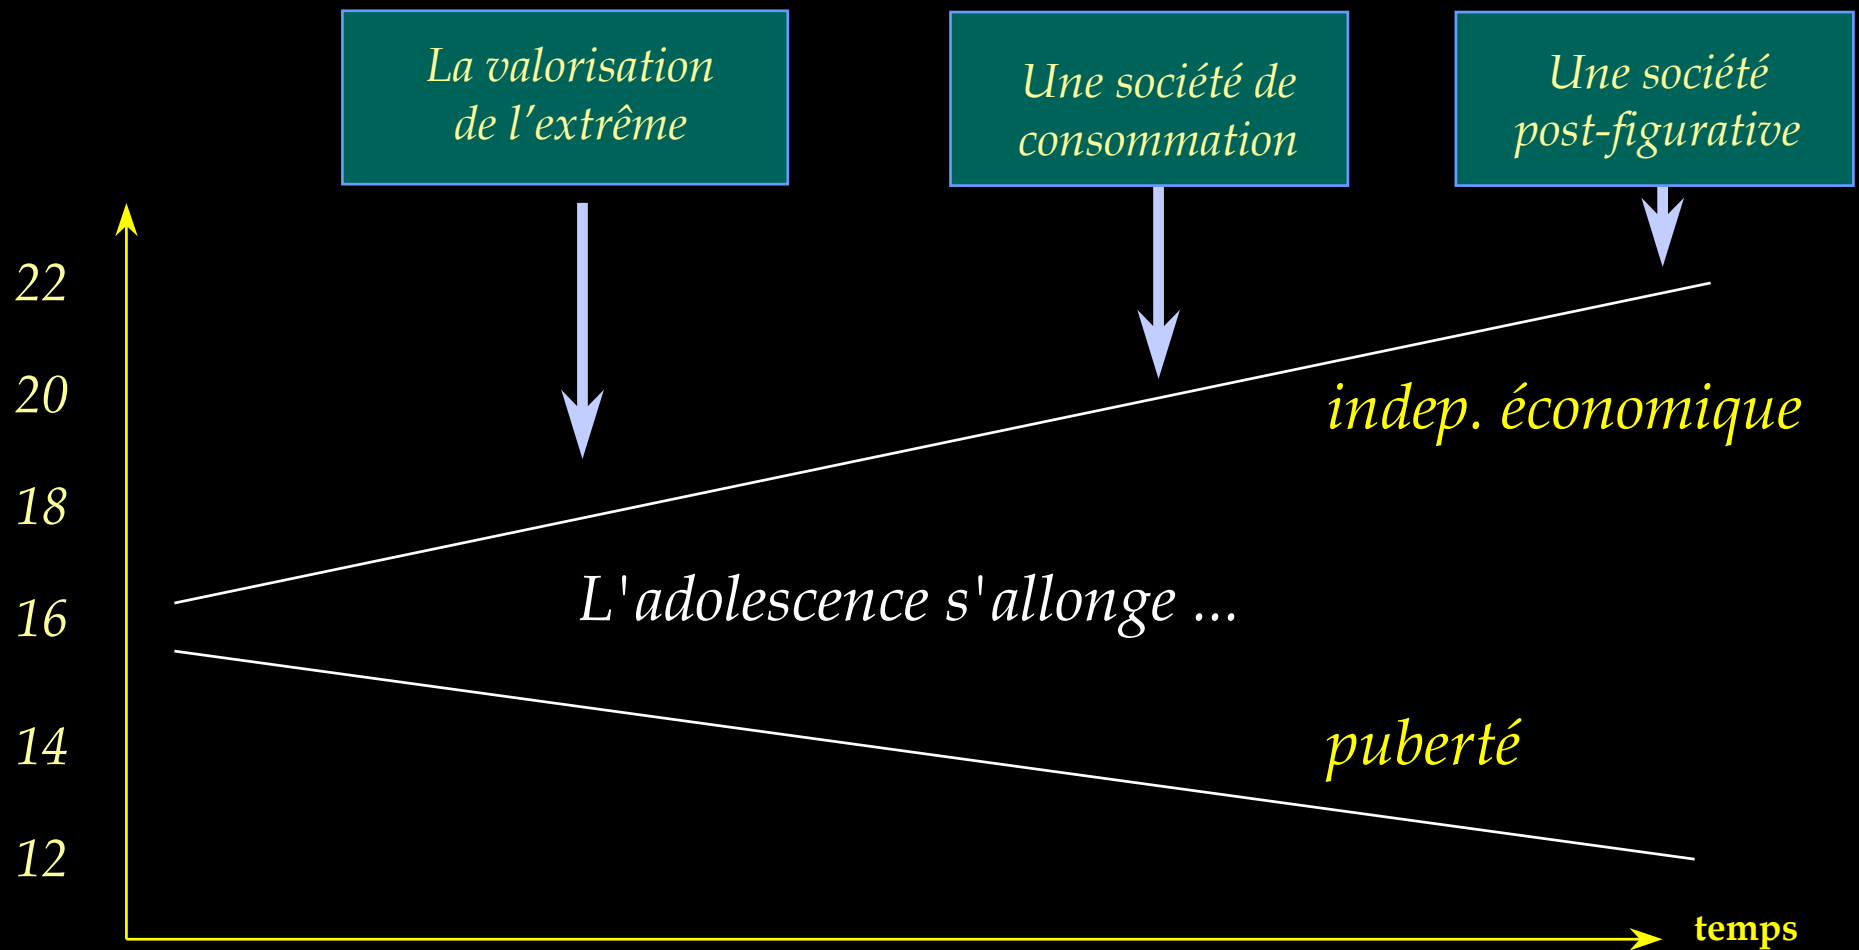 La valorisation
de l’extrême
Une société de
consommation
Une société
post-figurative
22
20
indep. économique
18
L'adolescence s'allonge ...
16
14
puberté
12
temps